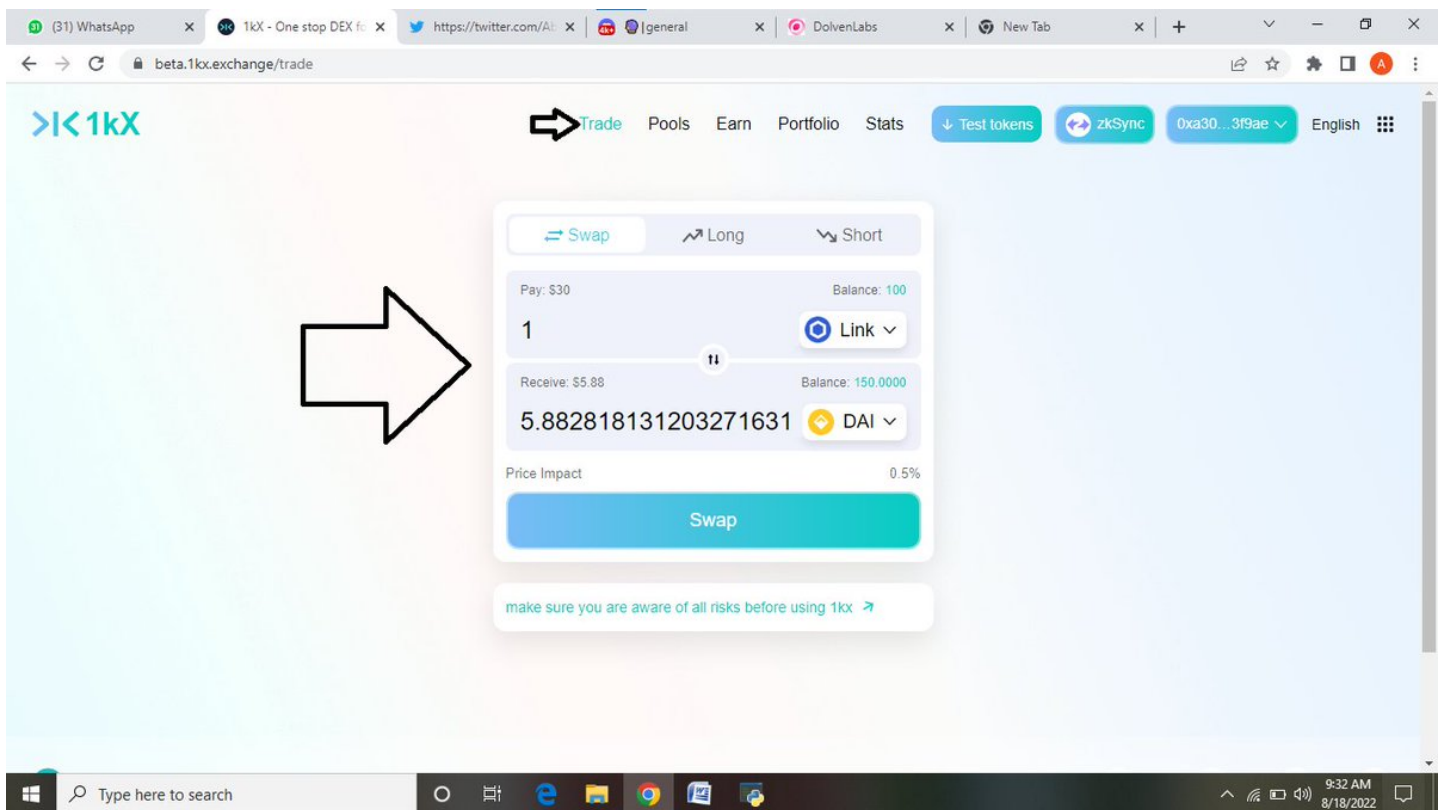 (31) WhatsApp
1kX - One stop DEX fo
https://twitter.com/Ab
4k+ | general
DolvenLabs
New Tab
beta.1kx.exchange/trade
A
1kX
Trade Pools Earn Portfolio Stats
Test tokens
zkSync
0xa30...3f9ae
English
Swap Long Short
Pay: $30 Balance: 100
1 Link
Receive: $5.88 Balance: 150.0000
5.882818131203271631 DAI
Price Impact 0.5%
Swap
make sure you are aware of all risks before using 1kx
Type here to search
9:32 AM
8/18/2022